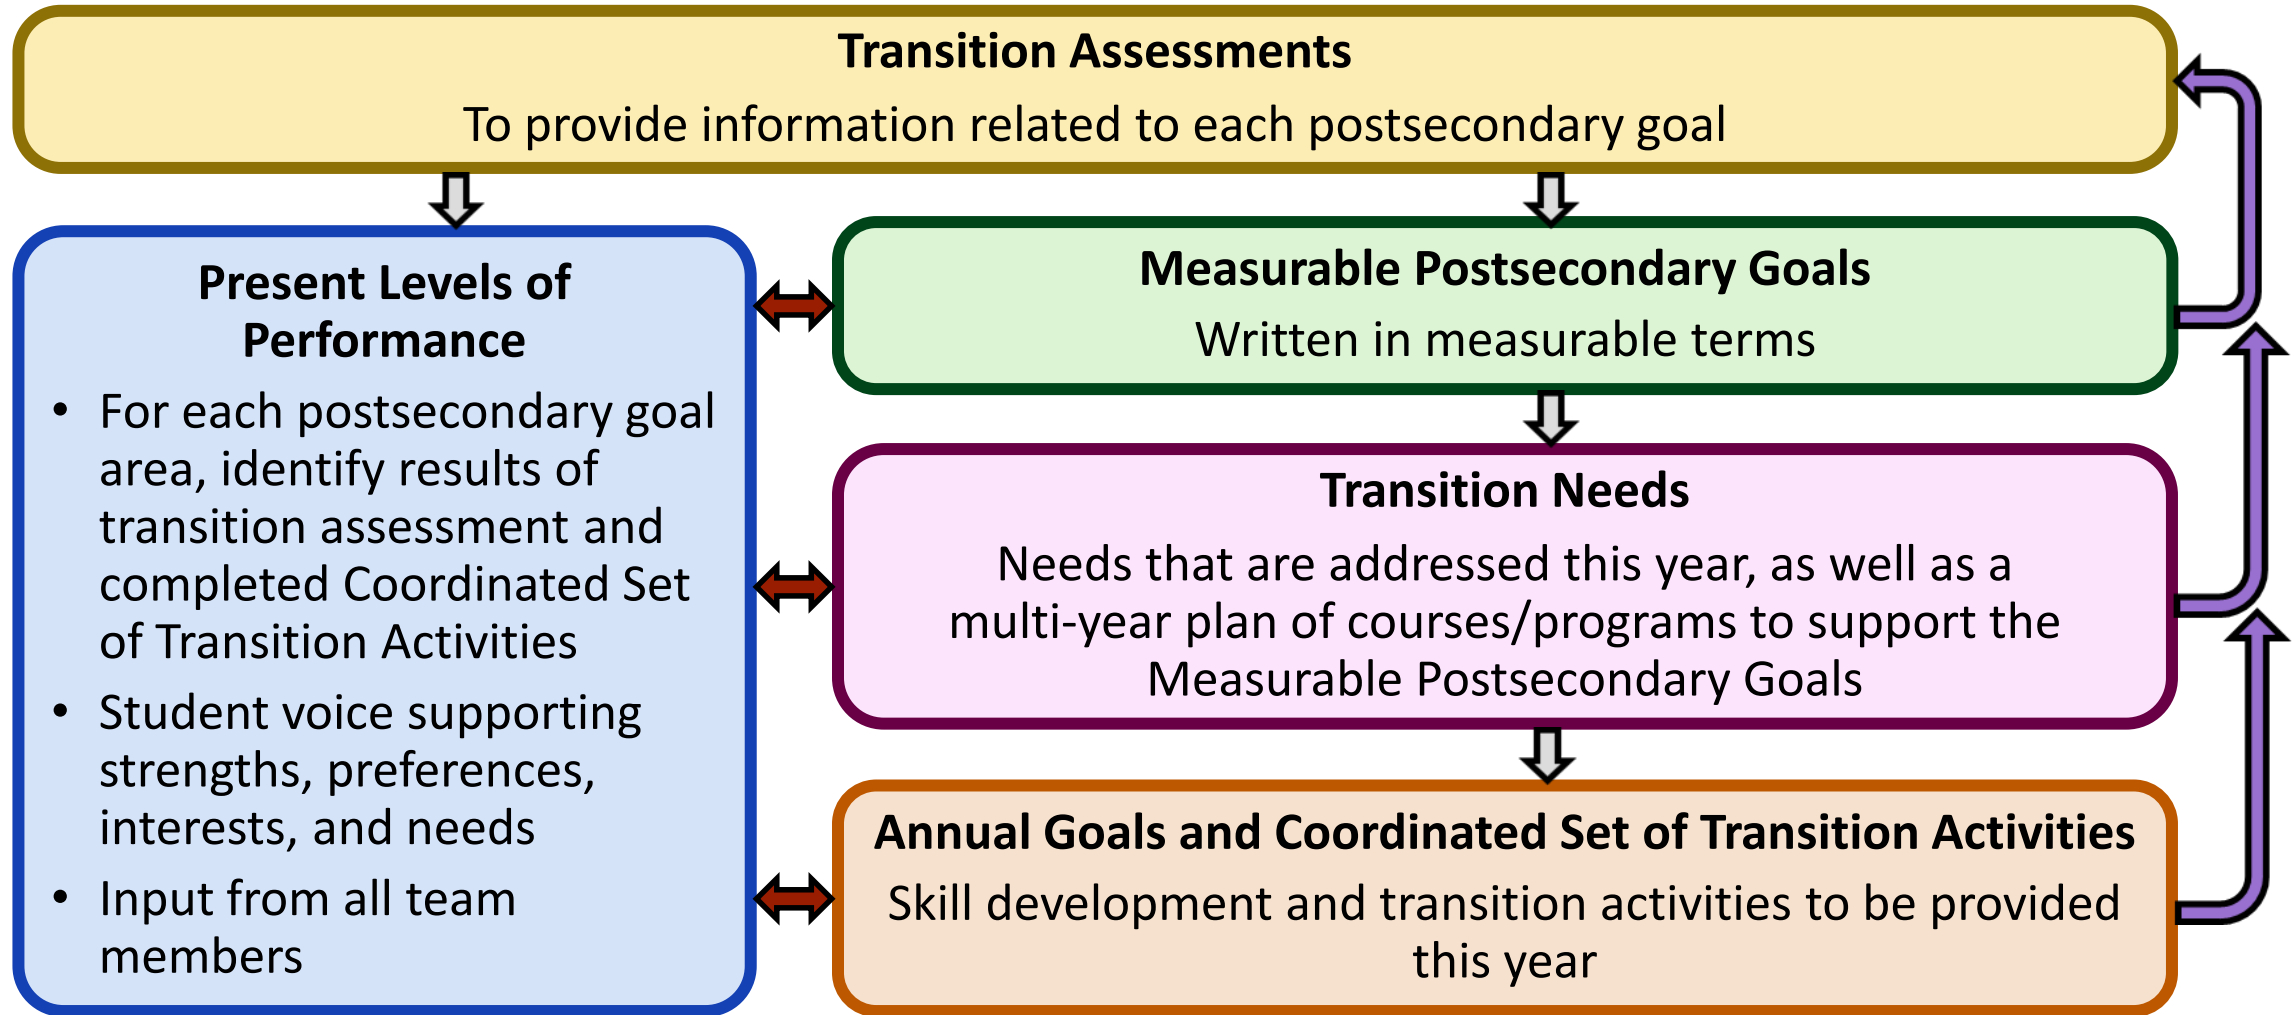 Transition Assessments
To provide information related to each postsecondary goal
Present Levels of
Performance
• For each postsecondary goal
area, identify results of
transition assessment and
completed Coordinated Set
of Transition Activities
• Student voice supporting
strengths, preferences,
interests, and needs
• Input from all team
members
Measurable Postsecondary Goals
Written in measurable terms
Transition Needs
Needs that are addressed this year, as well as a
multi-year plan of courses/programs to support the
Measurable Postsecondary Goals
Annual Goals and Coordinated Set of Transition Activities
Skill development and transition activities to be provided
this year